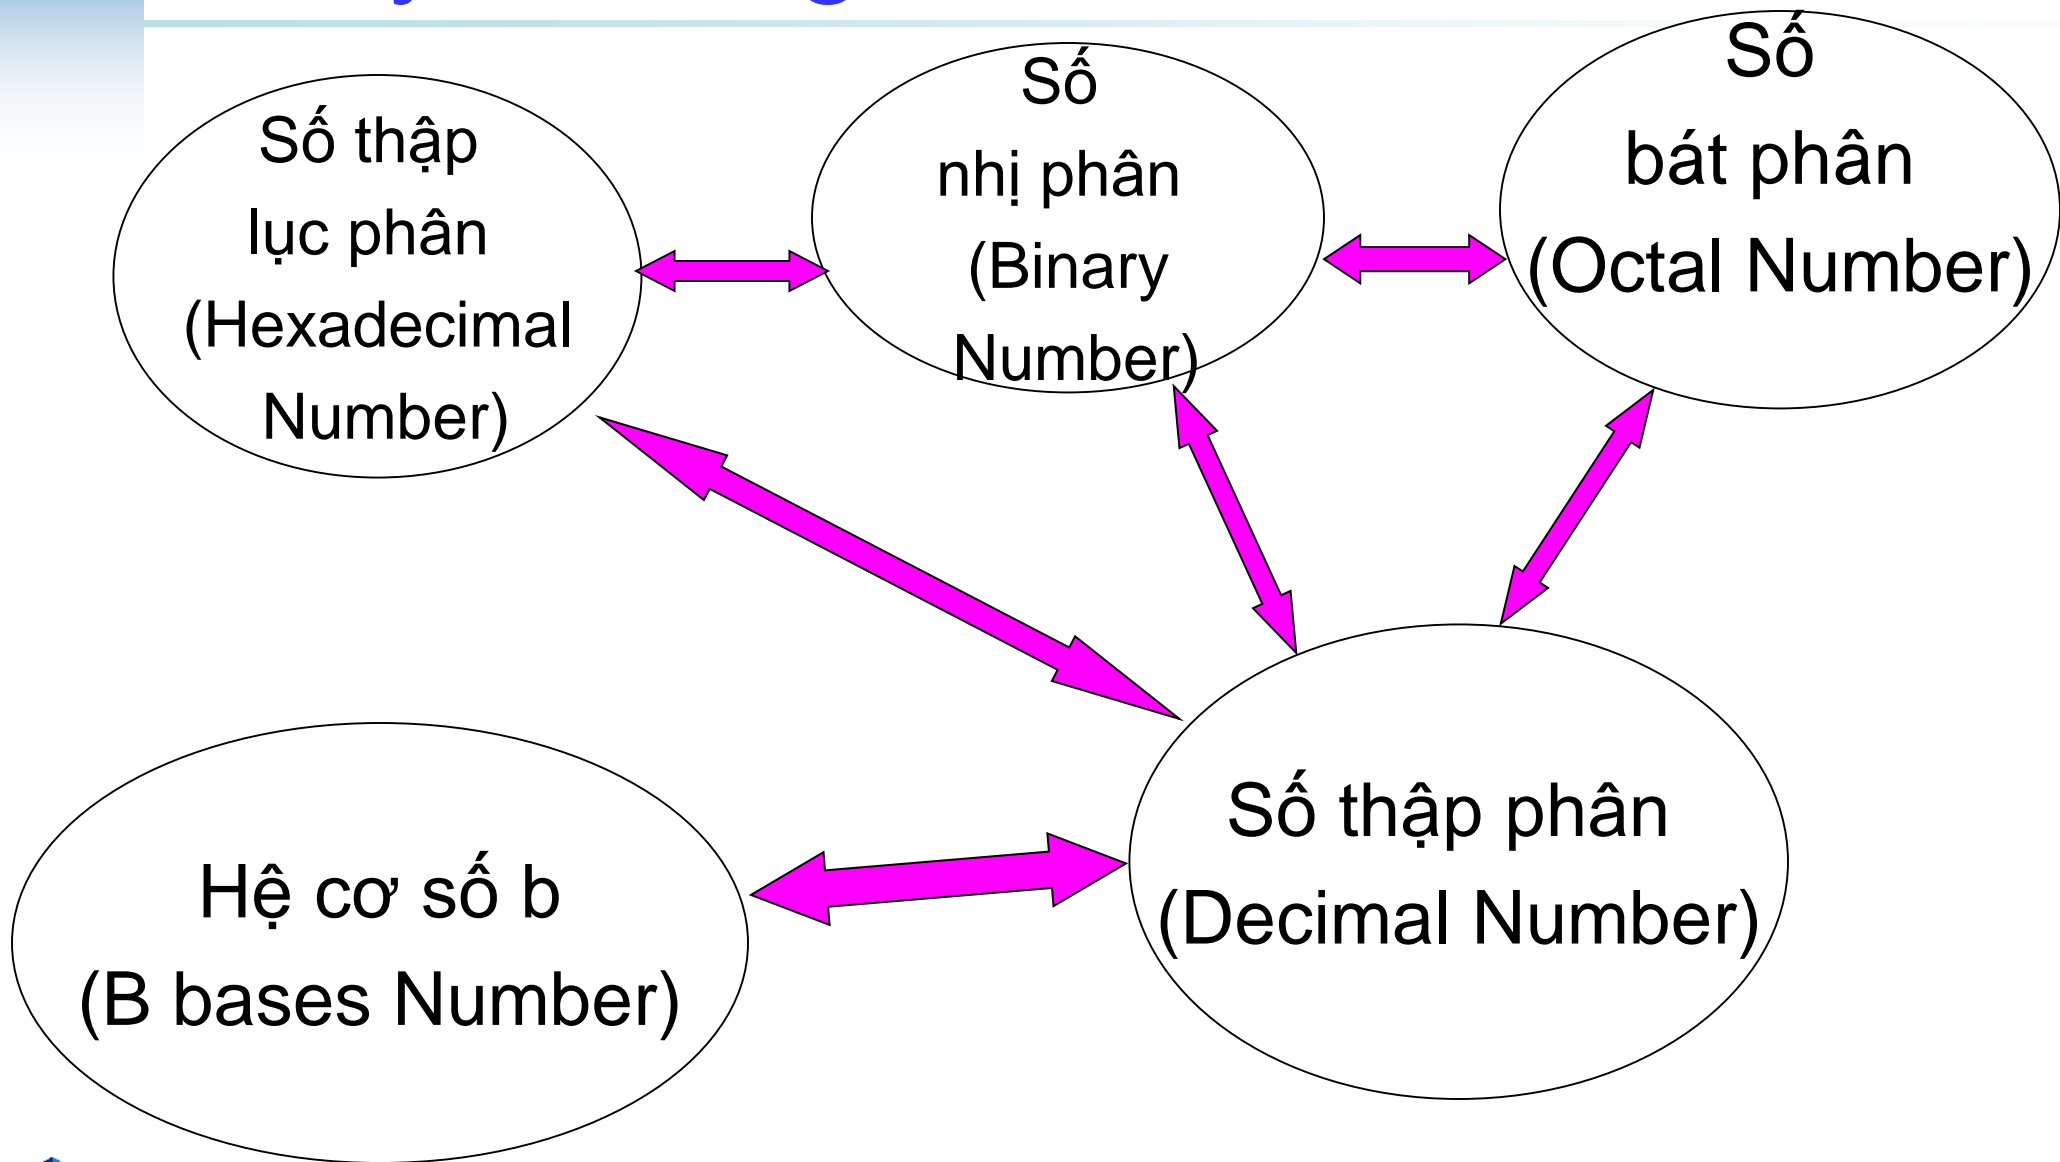 Số thập
lục phân
(Hexadecimal
Number)
Số
nhị phân
(Binary
Number)
Số
bát phân
(Octal Number)
Số thập phân
(Decimal Number)
Hệ cơ số b
(B bases Number)